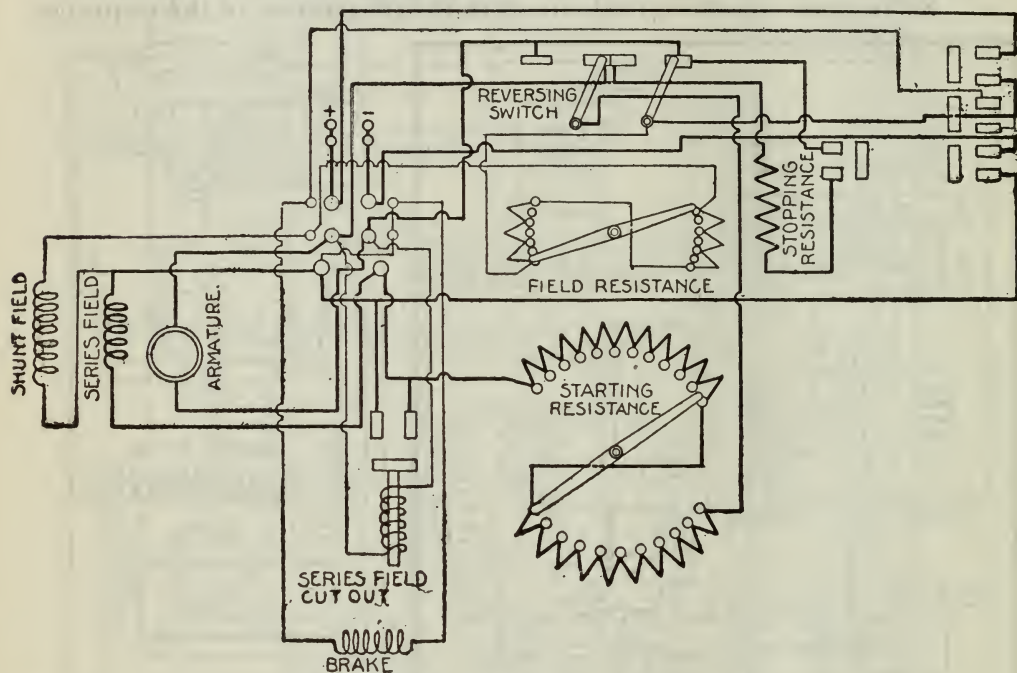 REVERSING
SWITCH
+
-
STOPPING
RESISTANCE
FIELD RESISTANCE
SHUNT FIELD
SERIES FIELD
ARMATURE.
STARTING
RESISTANCE
SERIES FIELD
CUT OUT
BRAKE